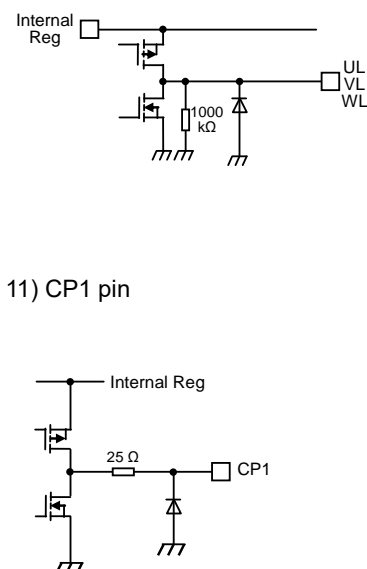 Internal
Reg
UL
VL
WL
1000
kΩ
11) CP1 pin
Internal Reg
25 Ω
CP1